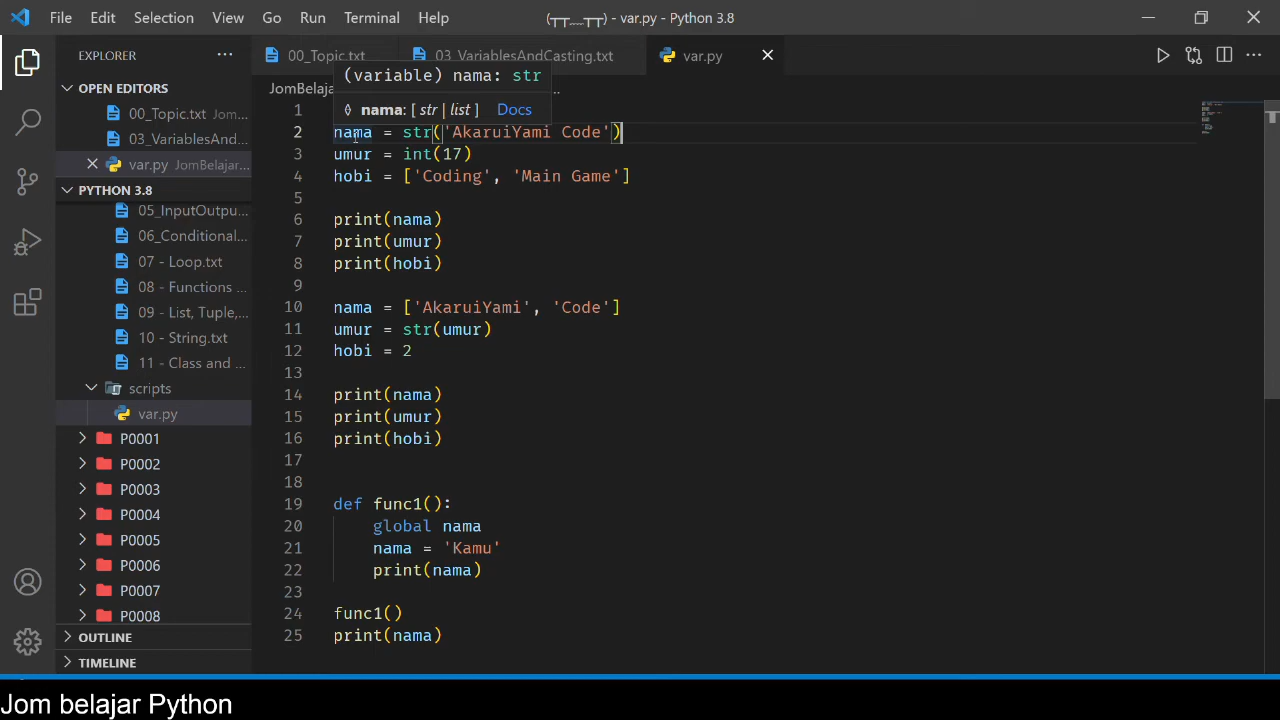 File Edit Selection View Go Run Terminal Help (┬┬﹏┬┬) - var.py - Python 3.8
EXPLORER
00_Topic.txt 03_VariablesAndCasting.txt var.py
OPEN EDITORS
00_Topic.txt Jom...
03_VariablesAnd...
var.py JomBelajar...
PYTHON 3.8
05_InputOutpu...
06_Conditional...
07 - Loop.txt
08 - Functions ...
09 - List, Tuple,...
10 - String.txt
11 - Class and ...
scripts
var.py
P0001
P0002
P0003
P0004
P0005
P0006
P0007
P0008
OUTLINE
TIMELINE
JomBelaja ...
(variable) nama: str
nama: [ str | list ] Docs
1
2 nama = str('AkaruiYami Code')
3 umur = int(17)
4 hobi = ['Coding', 'Main Game']
5
6 print(nama)
7 print(umur)
8 print(hobi)
9
10 nama = ['AkaruiYami', 'Code']
11 umur = str(umur)
12 hobi = 2
13
14 print(nama)
15 print(umur)
16 print(hobi)
17
18
19 def func1():
20 global nama
21 nama = 'Kamu'
22 print(nama)
23
24 func1()
25 print(nama)
Jom belajar Python